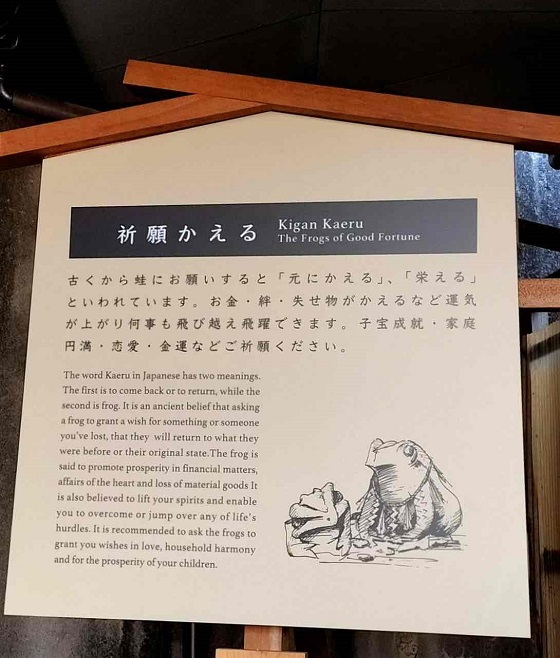 祈願かえる
Kigan Kaeru
The Frogs of Good Fortune
古くから蛙にお願いすると「元にかえる」、「栄える」
といわれています。お金・絆・失せ物がかえるなど運気
が上がり何事も飛び越え飛躍できます。子宝成就・家庭
円満・恋愛・金運などご祈願ください。
The word Kaeru in Japanese has two meanings.
The first is to come back or to return, while the
second is frog. It is an ancient belief that asking
a frog to grant a wish for something or someone
you've lost, that they will return to what they
were before or their original state.The frog is
said to promote prosperity in financial matters,
affairs of the heart and loss of material goods It
is also believed to lift your spirits and enable
you to overcome or jump over any of life's
hurdles. It is recommended to ask the frogs to
grant you wishes in love, household harmony
and for the prosperity of your children.